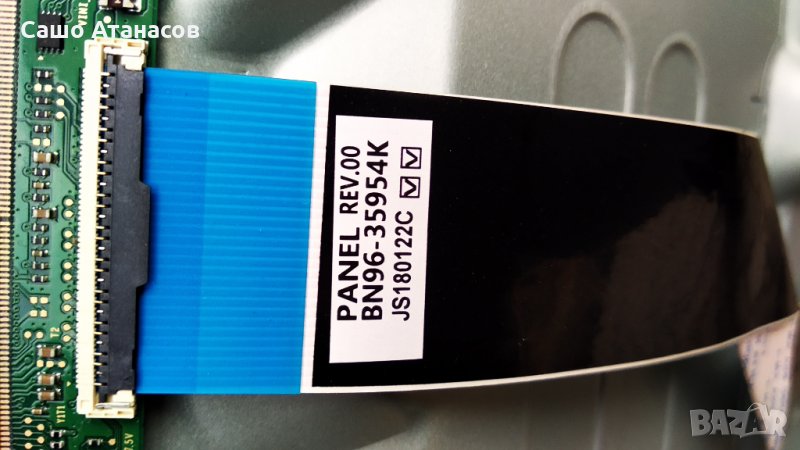 Сашо Атанасов
PANEL REV.00
BN96-35954K
JS180122C
BAZAR